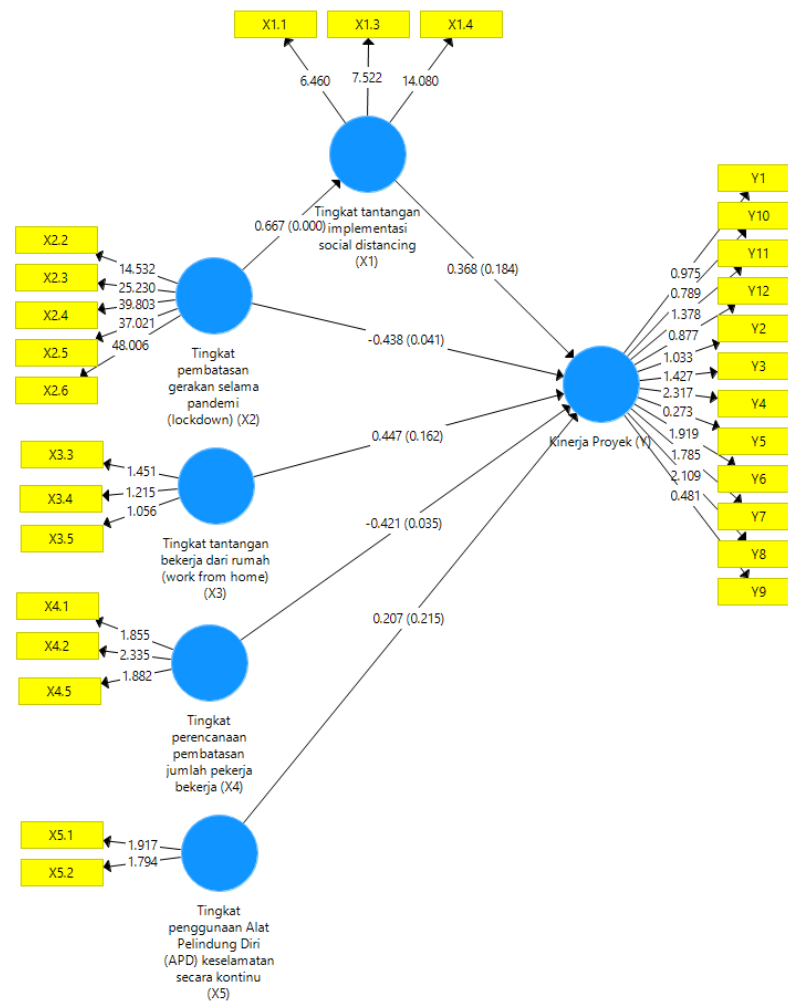 X1.1
X1.3
X1.4
6.460
7.522
14.080
Tingkat tantangan
implementasi
social distancing
(X1)
0.667 (0.000)
0.368 (0.184)
X2.2
X2.3
X2.4
X2.5
X2.6
14.532
25.230
39.803
37.021
48.006
Tingkat
pembatasan
gerakan selama
pandemi
(lockdown) (X2)
-0.438 (0.041)
X3.3
X3.4
X3.5
1.451
1.215
1.056
Tingkat tantangan
bekerja dari rumah
(work from home)
(X3)
0.447 (0.162)
X4.1
X4.2
X4.5
1.855
2.335
1.882
Tingkat
perencanaan
pembatasan
jumlah pekerja
bekerja (X4)
-0.421 (0.035)
X5.1
X5.2
1.917
1.794
Tingkat
penggunaan Alat
Pelindung Diri
(APD) keselamatan
secara kontinu
(X5)
0.207 (0.215)
Kinerja Proyek (Y)
0.975
0.789
1.378
0.877
1.033
1.427
2.317
0.273
1.919
1.785
2.109
0.481
Y1
Y10
Y11
Y12
Y2
Y3
Y4
Y5
Y6
Y7
Y8
Y9